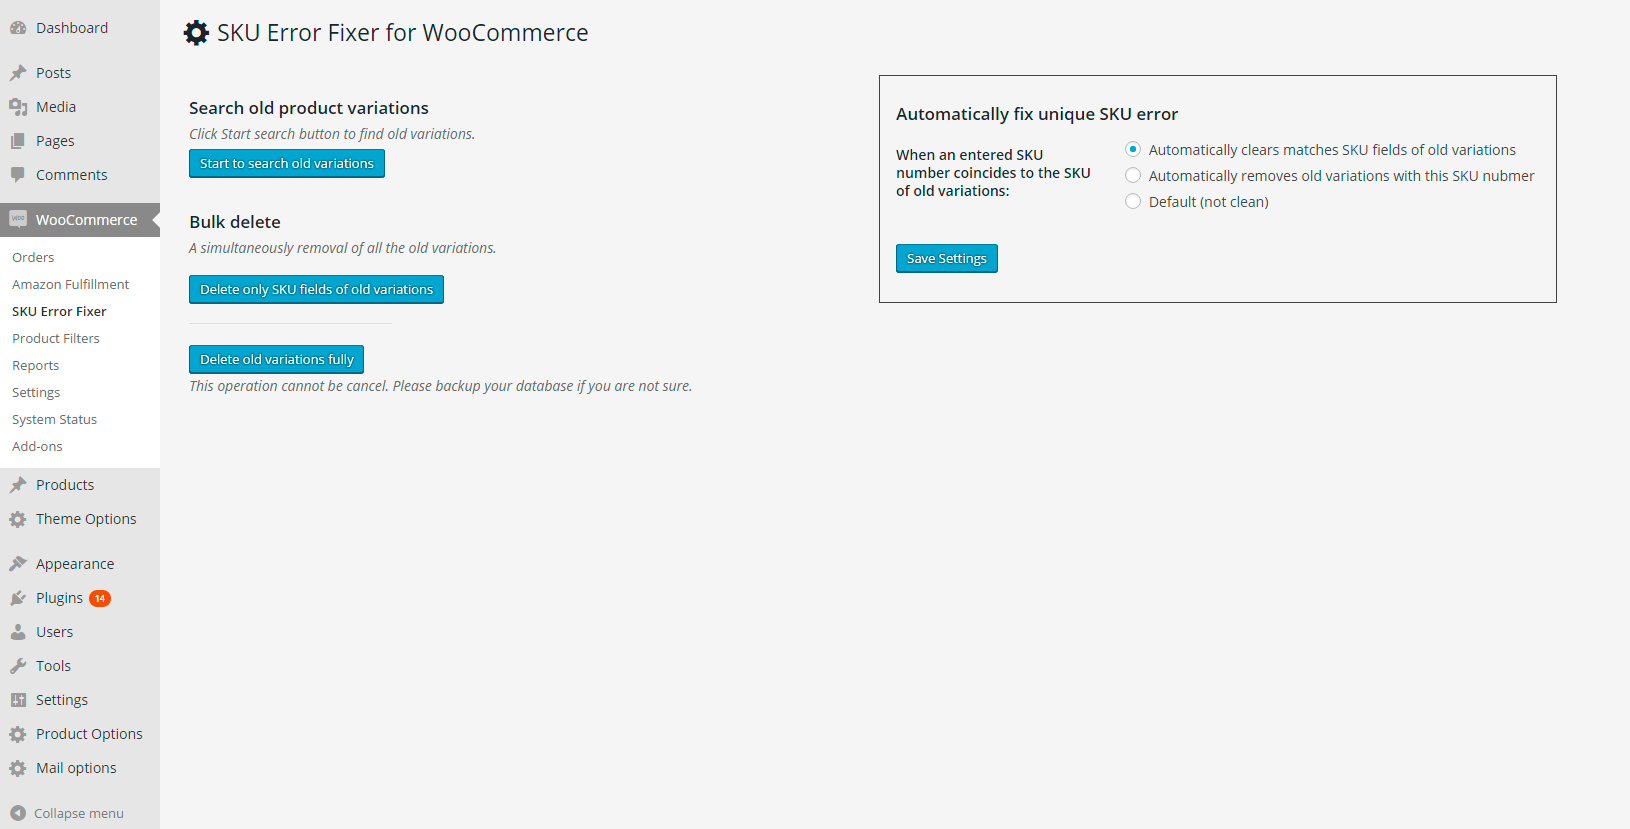 Dashboard
Posts
Media
Pages
Comments
WOO WooCommerce
Orders
Amazon Fulfillment
SKU Error Fixer
Product Filters
Reports
Settings
System Status
Add-ons
Products
Theme Options
Appearance
Plugins 14
Users
Tools
Settings
Product Options
Mail options
Collapse menu
SKU Error Fixer for WooCommerce
Search old product variations
Click Start search button to find old variations.
Start to search old variations
Bulk delete
A simultaneously removal of all the old variations.
Delete only SKU fields of old variations
Delete old variations fully
This operation cannot be cancel. Please backup your database if you are not sure.
Automatically fix unique SKU error
When an entered SKU
number coincides to the SKU
of old variations:
Automatically clears matches SKU fields of old variations
Automatically removes old variations with this SKU nubmer
Default (not clean)
Save Settings